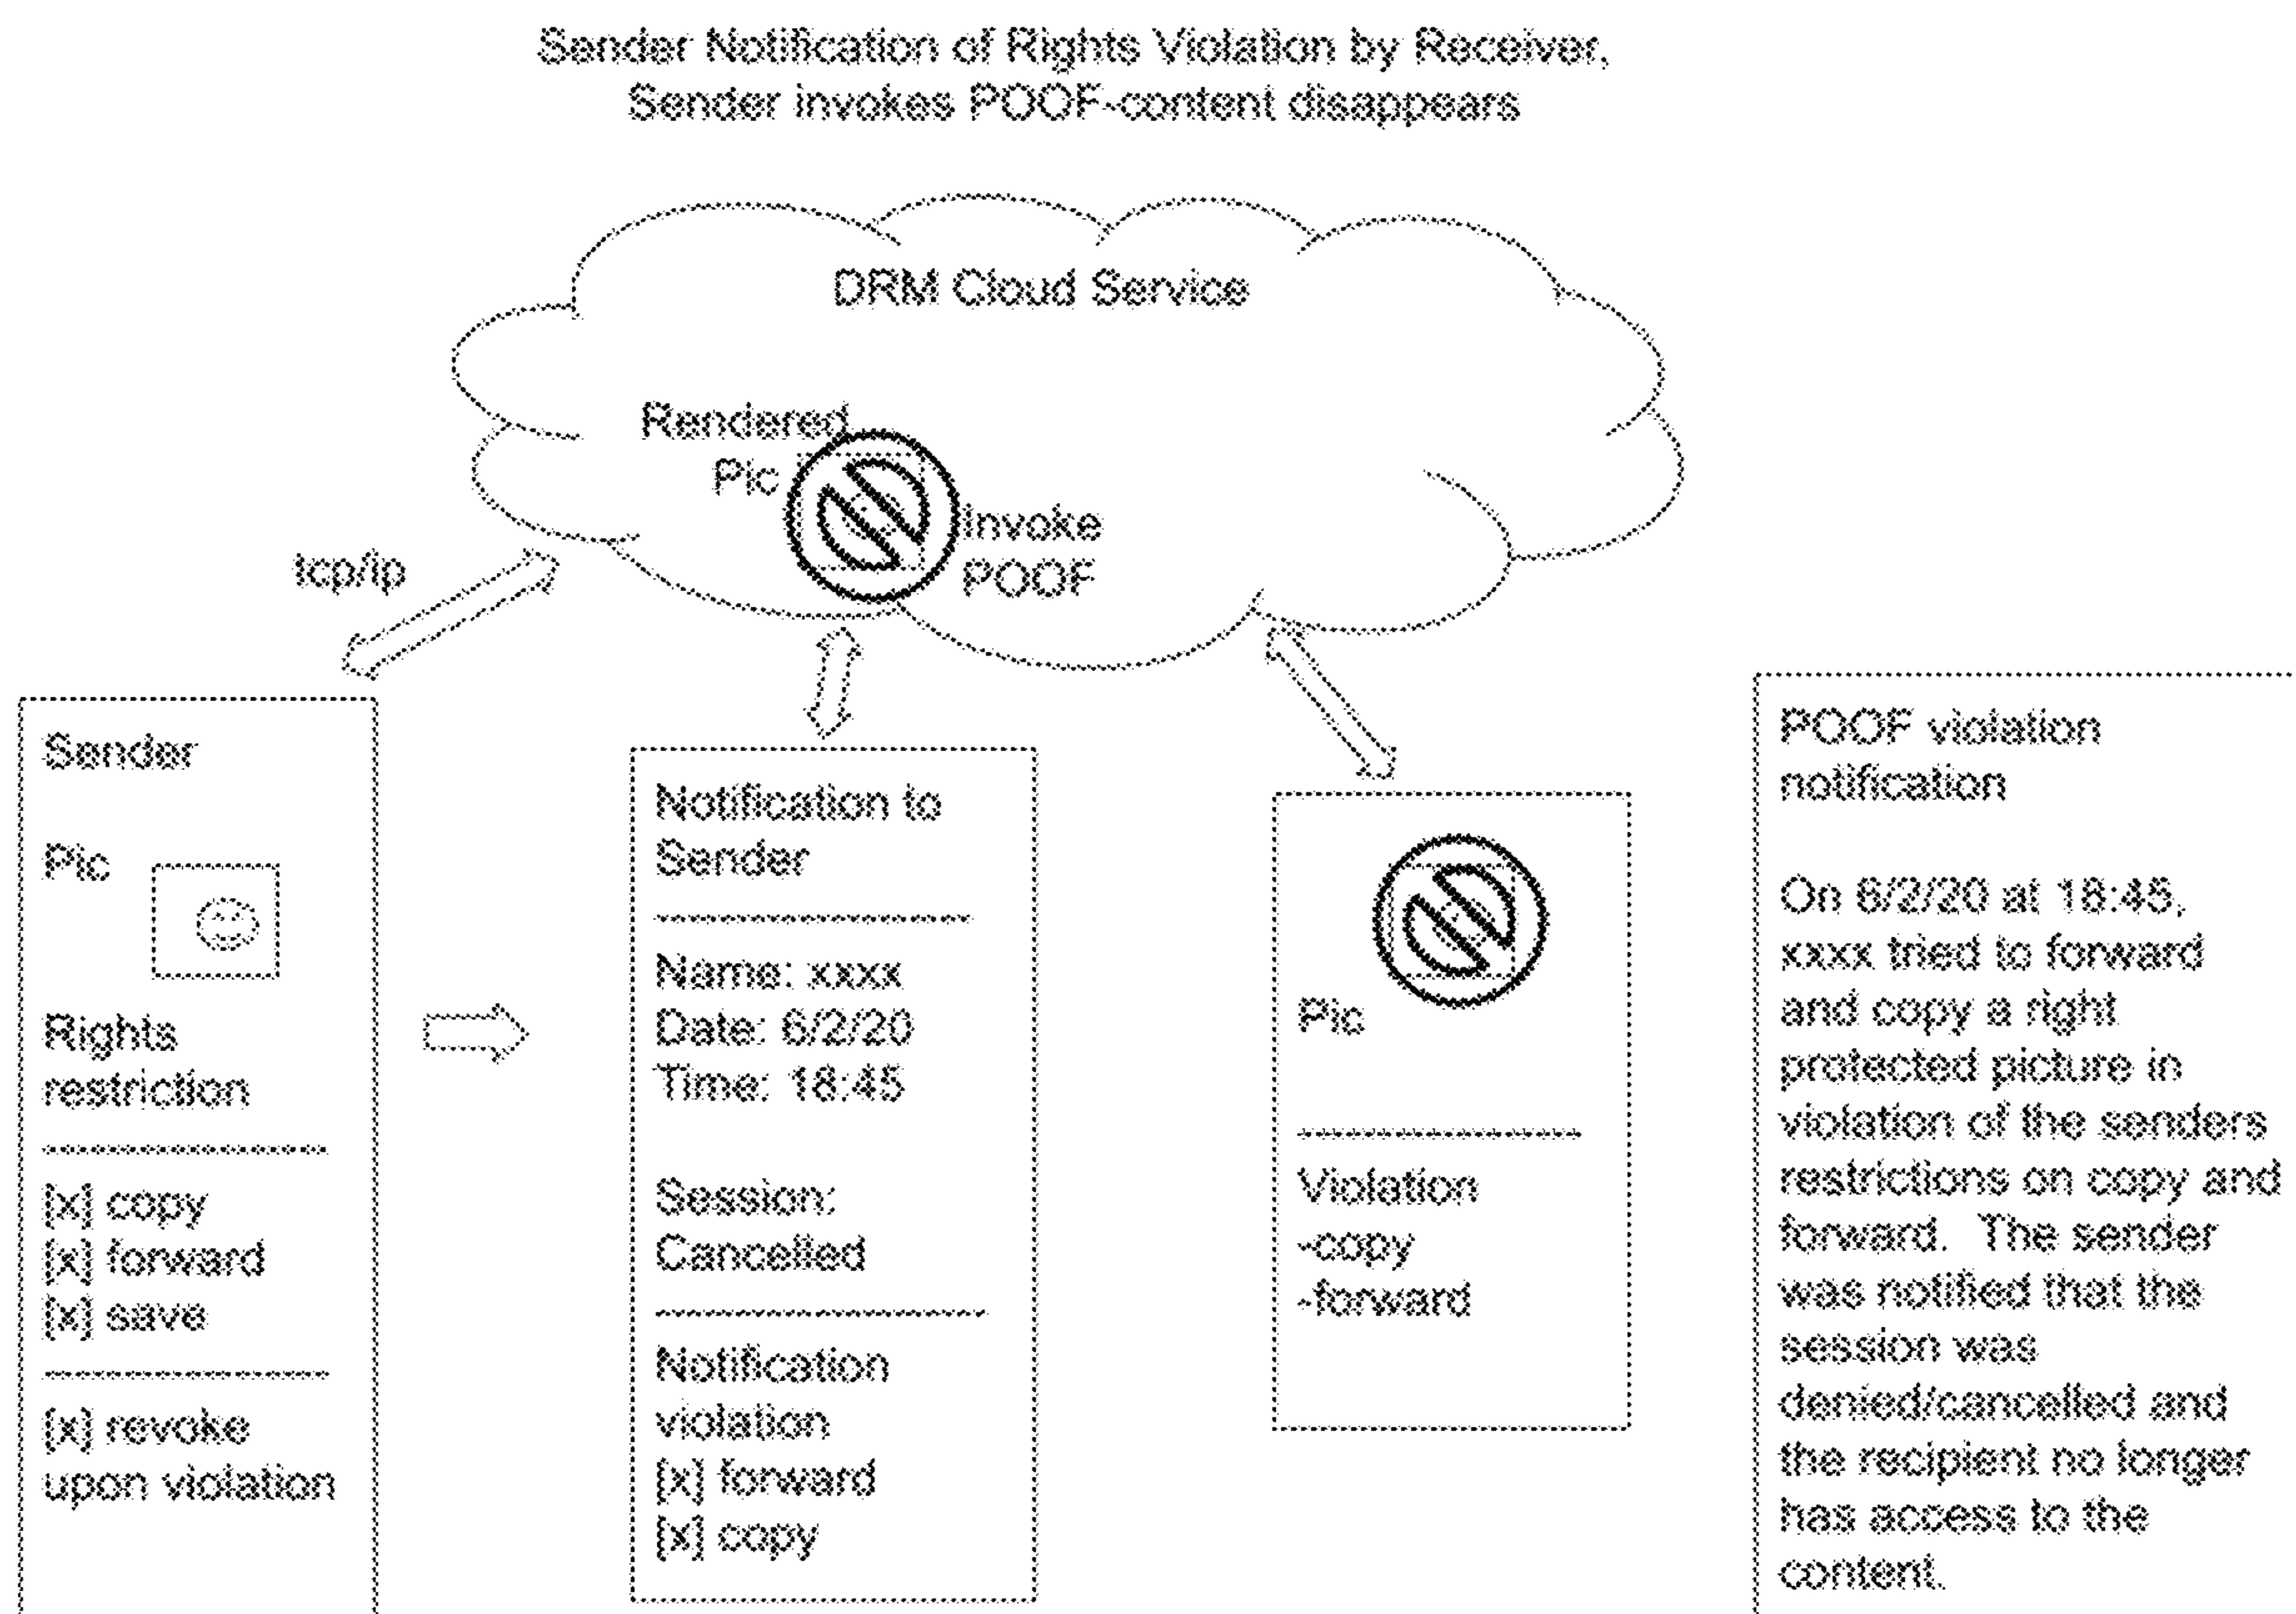 Sender Notification of Rights Violation by Receiver,
Sender invokes POOF-content disappears
DRM Cloud Service
Rendered
Pic
Invoke
POOF
tcp/ip
Sender
Pic
Rights
restriction
[x] copy
[x] forward
[x] save
[x] revoke
upon violation
Notification to
Sender
Name: xxxx
Date: 6/2/20
Time: 18:45
Session:
Cancelled
Notification
violation
[x] forward
[x] copy
Pic
Violation
-copy
-forward
POOF violation
notification
On 6/2/20 at 18:45,
xxxx tried to forward
and copy a right
protected picture in
violation of the senders
restrictions on copy and
forward. The sender
was notified that the
session was
denied/cancelled and
the recipient no longer
has access to the
content.